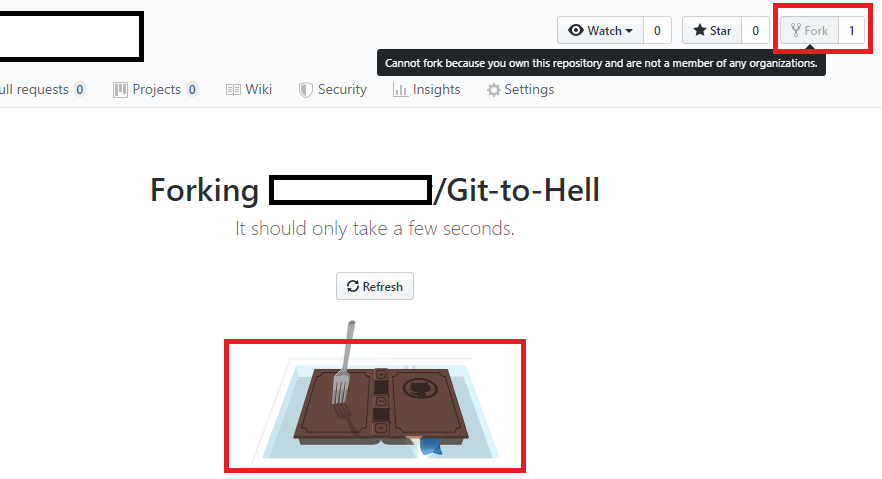 Watch 0 Star 0 Fork 1
Cannot fork because you own this repository and are not a member of any organizations.
ull requests 0 Projects 0 Wiki Security Insights Settings
Forking /Git-to-Hell
It should only take a few seconds.
Refresh